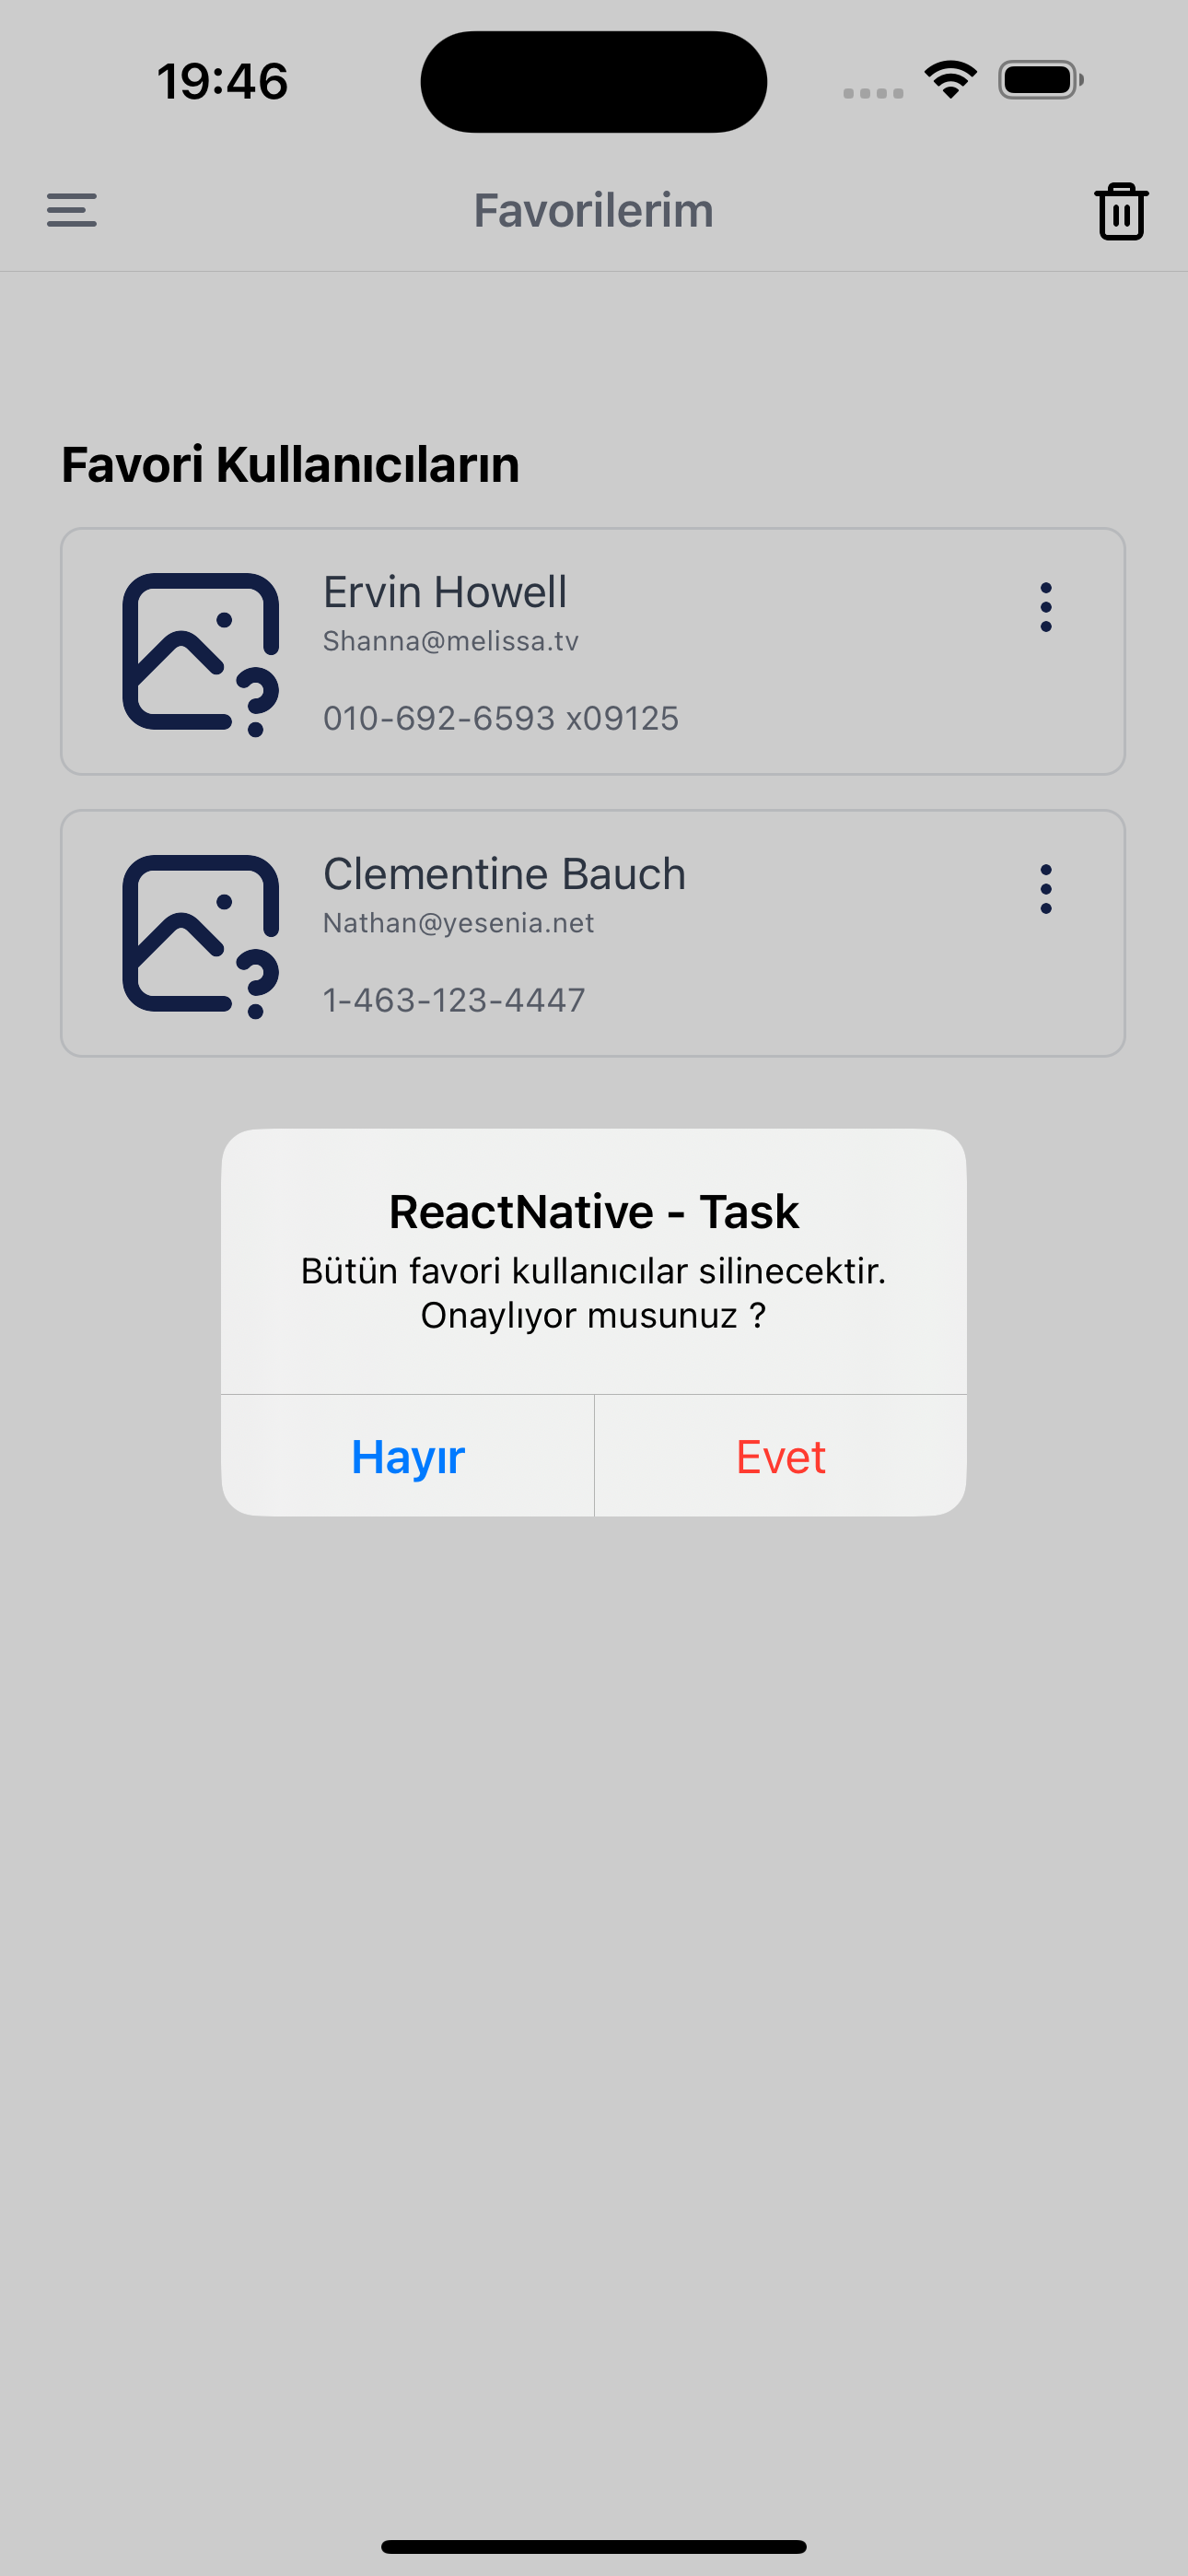 19:46
Favorilerim
Favori Kullanıcıların
Ervin Howell
Shanna@melissa.tv
010-692-6593 x09125
Clementine Bauch
Nathan@yesenia.net
1-463-123-4447
ReactNative - Task
Bütün favori kullanıcılar silinecektir.
Onaylıyor musunuz ?
Hayır
Evet